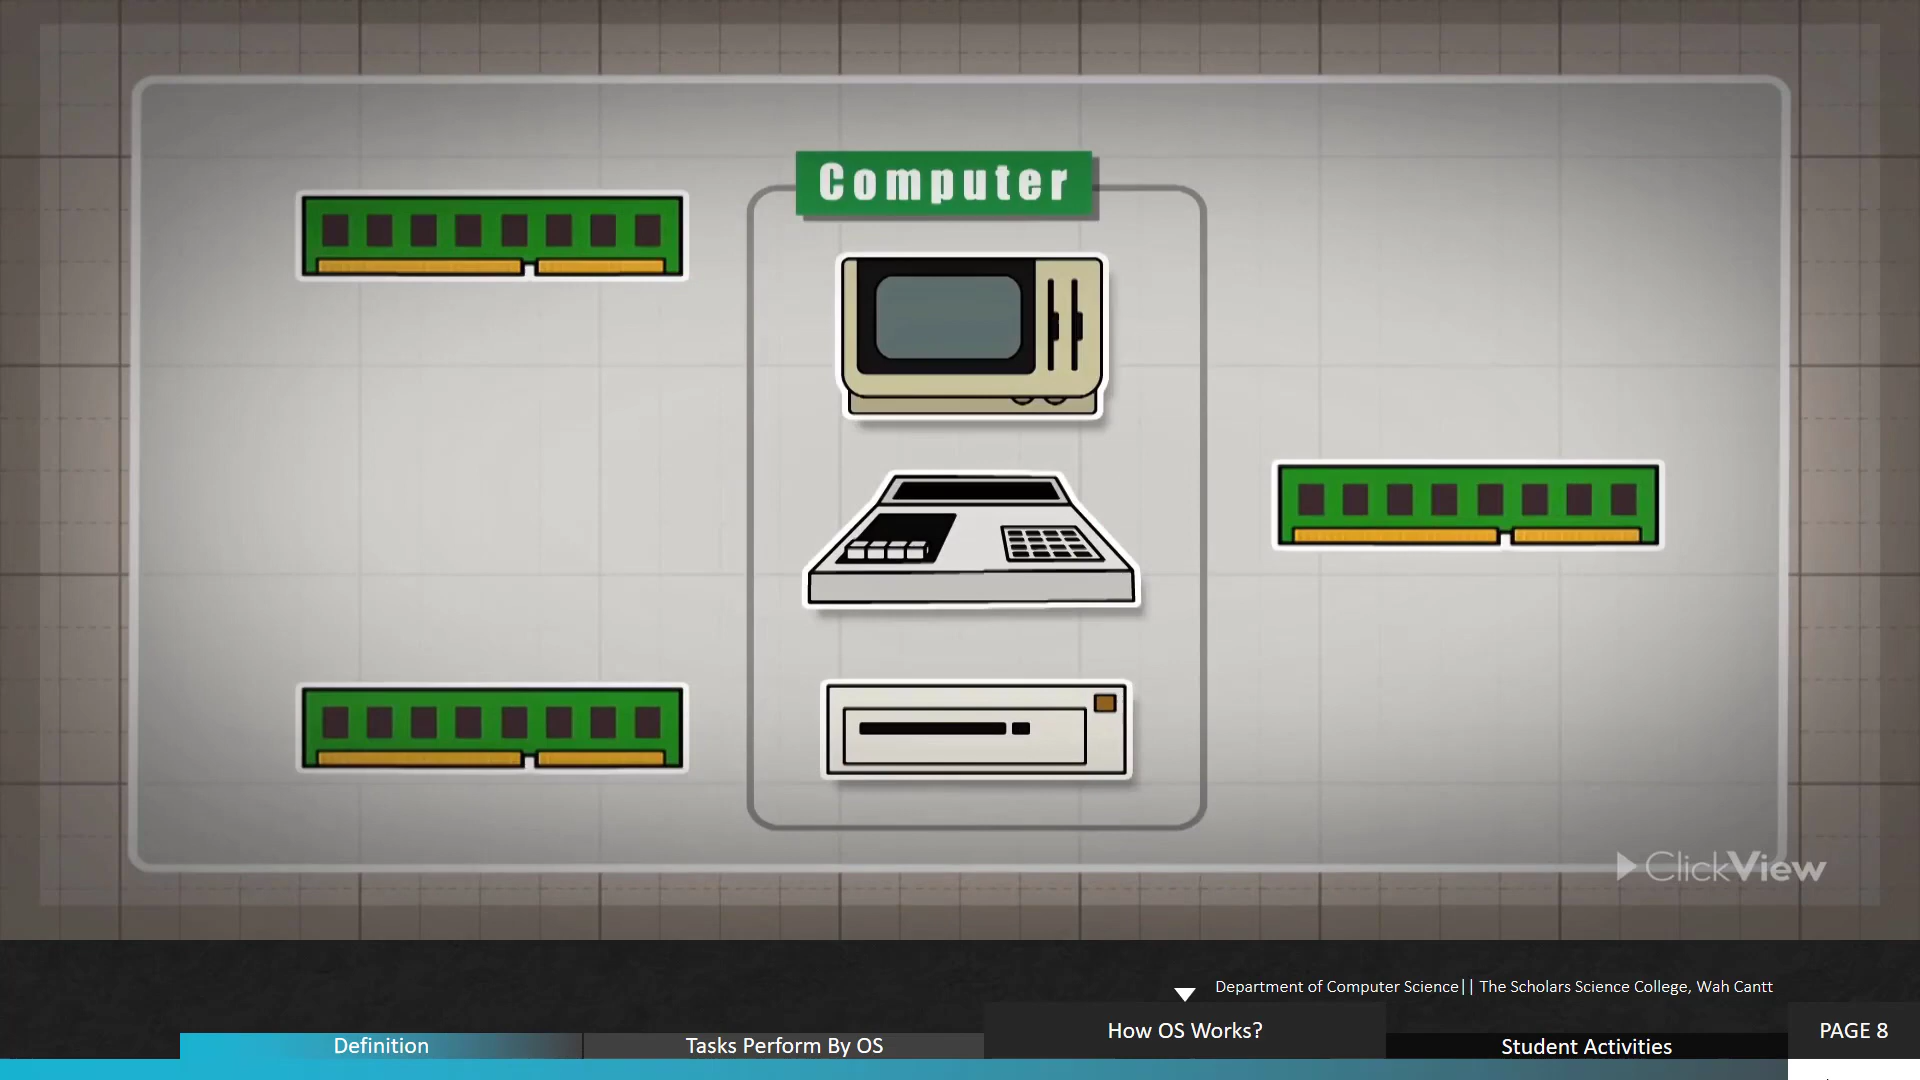 Computer
ClickView
Department of Computer Science|| The Scholars Science College, Wah Cantt
Definition
Tasks Perform By OS
How OS Works?
Student Activities
PAGE 8